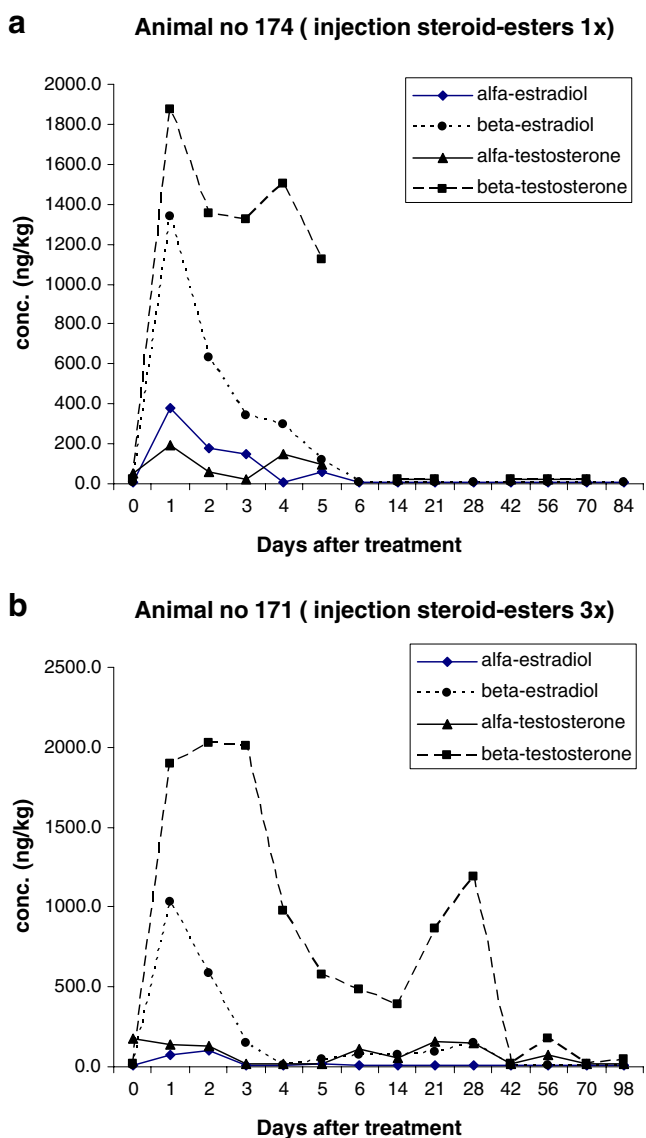 a
Animal no 174 ( injection steroid-esters 1x)
2000.0
1800.0
1600.0
1400.0
1200.0
1000.0
800.0
600.0
400.0
200.0
0.0
conc. (ng/kg)
alfa-estradiol
beta-estradiol
alfa-testosterone
beta-testosterone
0 1 2 3 4 5 6 14 21 28 42 56 70 84
Days after treatment
b
Animal no 171 ( injection steroid-esters 3x)
2500.0
2000.0
1500.0
1000.0
500.0
0.0
conc. (ng/kg)
alfa-estradiol
beta-estradiol
alfa-testosterone
beta-testosterone
0 1 2 3 4 5 6 14 21 28 42 56 70 98
Days after treatment